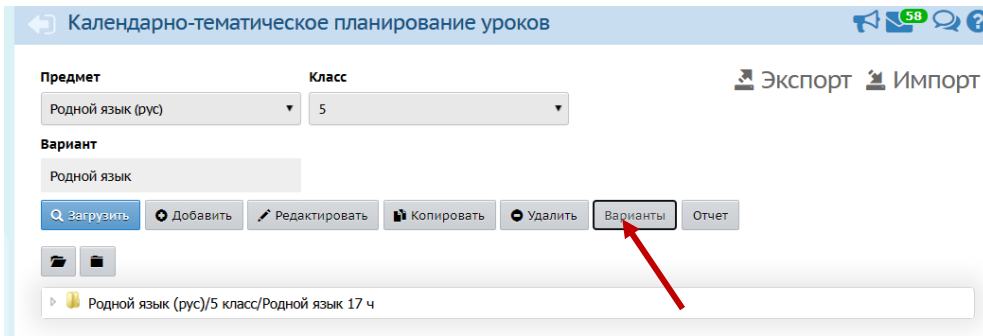 Календарно-тематическое планирование уроков 58
Предмет Класс Экспорт Импорт
Родной язык (рус) 5
Вариант
Родной язык
Загрузить Добавить Редактировать Копировать Удалить Варианты Отчет
Родной язык (рус)/5 класс/Родной язык 17 ч